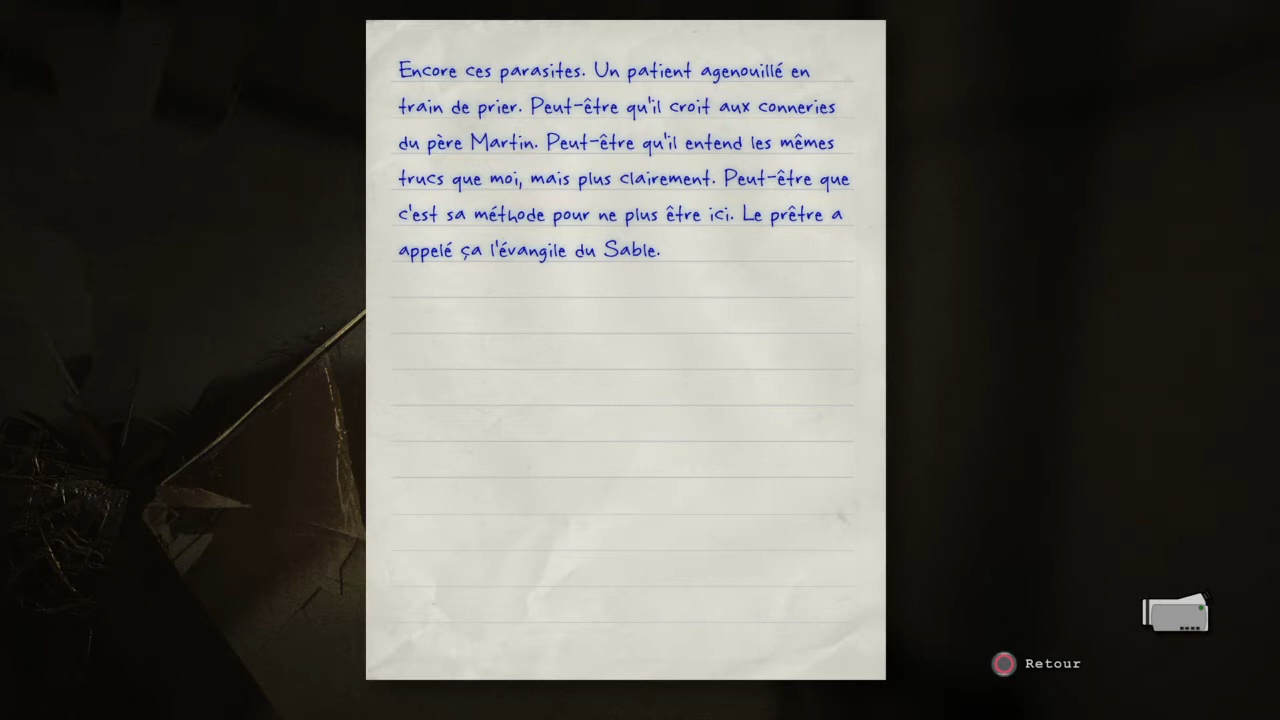 Encore ces parasites. Un patient agenouillé en
train de prier. Peut-être qu'il croit aux conneries
du père Martin. Peut-être qu'il entend les mêmes
trucs que moi, mais plus clairement. Peut-être que
c'est sa méthode pour ne plus être ici. Le prêtre a
appelé ça l'évangile du Sable.
Retour